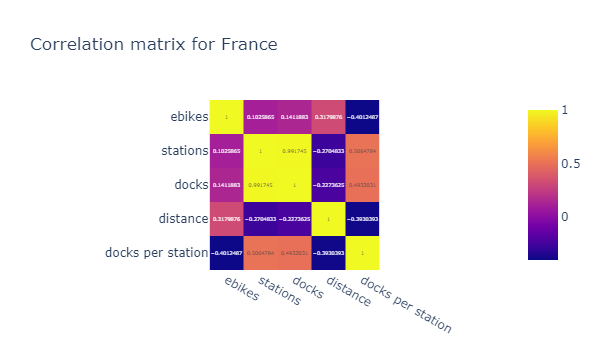 Correlation matrix for France
ebikes 1 0.1025865 0.1411883 0.3179876 −0.4012487
stations 0.1025865 1 0.991745 −0.2704833
docks 0.1411883 0.991745 1 −0.2273625
distance 0.3179876 −0.2704833 −0.2273625 1 −0.3930393
docks per station −0.4012487 −0.3930393 1
ebikes stations docks distance docks per station
1
0.5
0